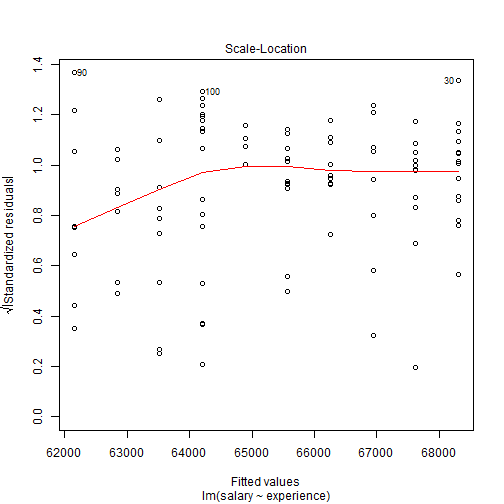 Scale-Location
√|Standardized residuals|
1.4
1.2
1.0
0.8
0.6
0.4
0.2
0.0
90
100
30
62000 63000 64000 65000 66000 67000 68000
Fitted values
lm(salary ~ experience)